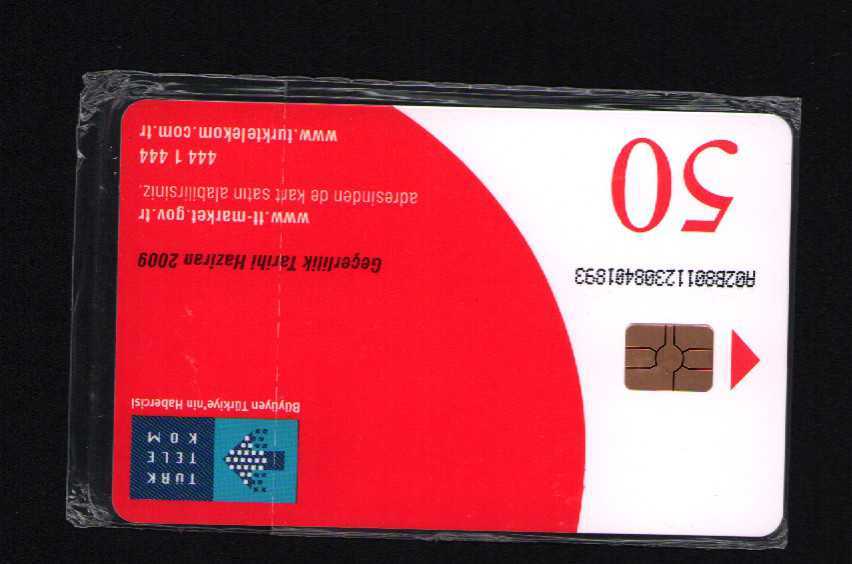 TURK
TELE
KOM
Büyüyen Türkiye'nin Habercisi
A02B80112308401893
Geçerlilik Tarihi Haziran 2009
50
www.tt-market.gov.tr
adresinden de kart satın alabilirsiniz.
444 1 444
www.turktelekom.com.tr